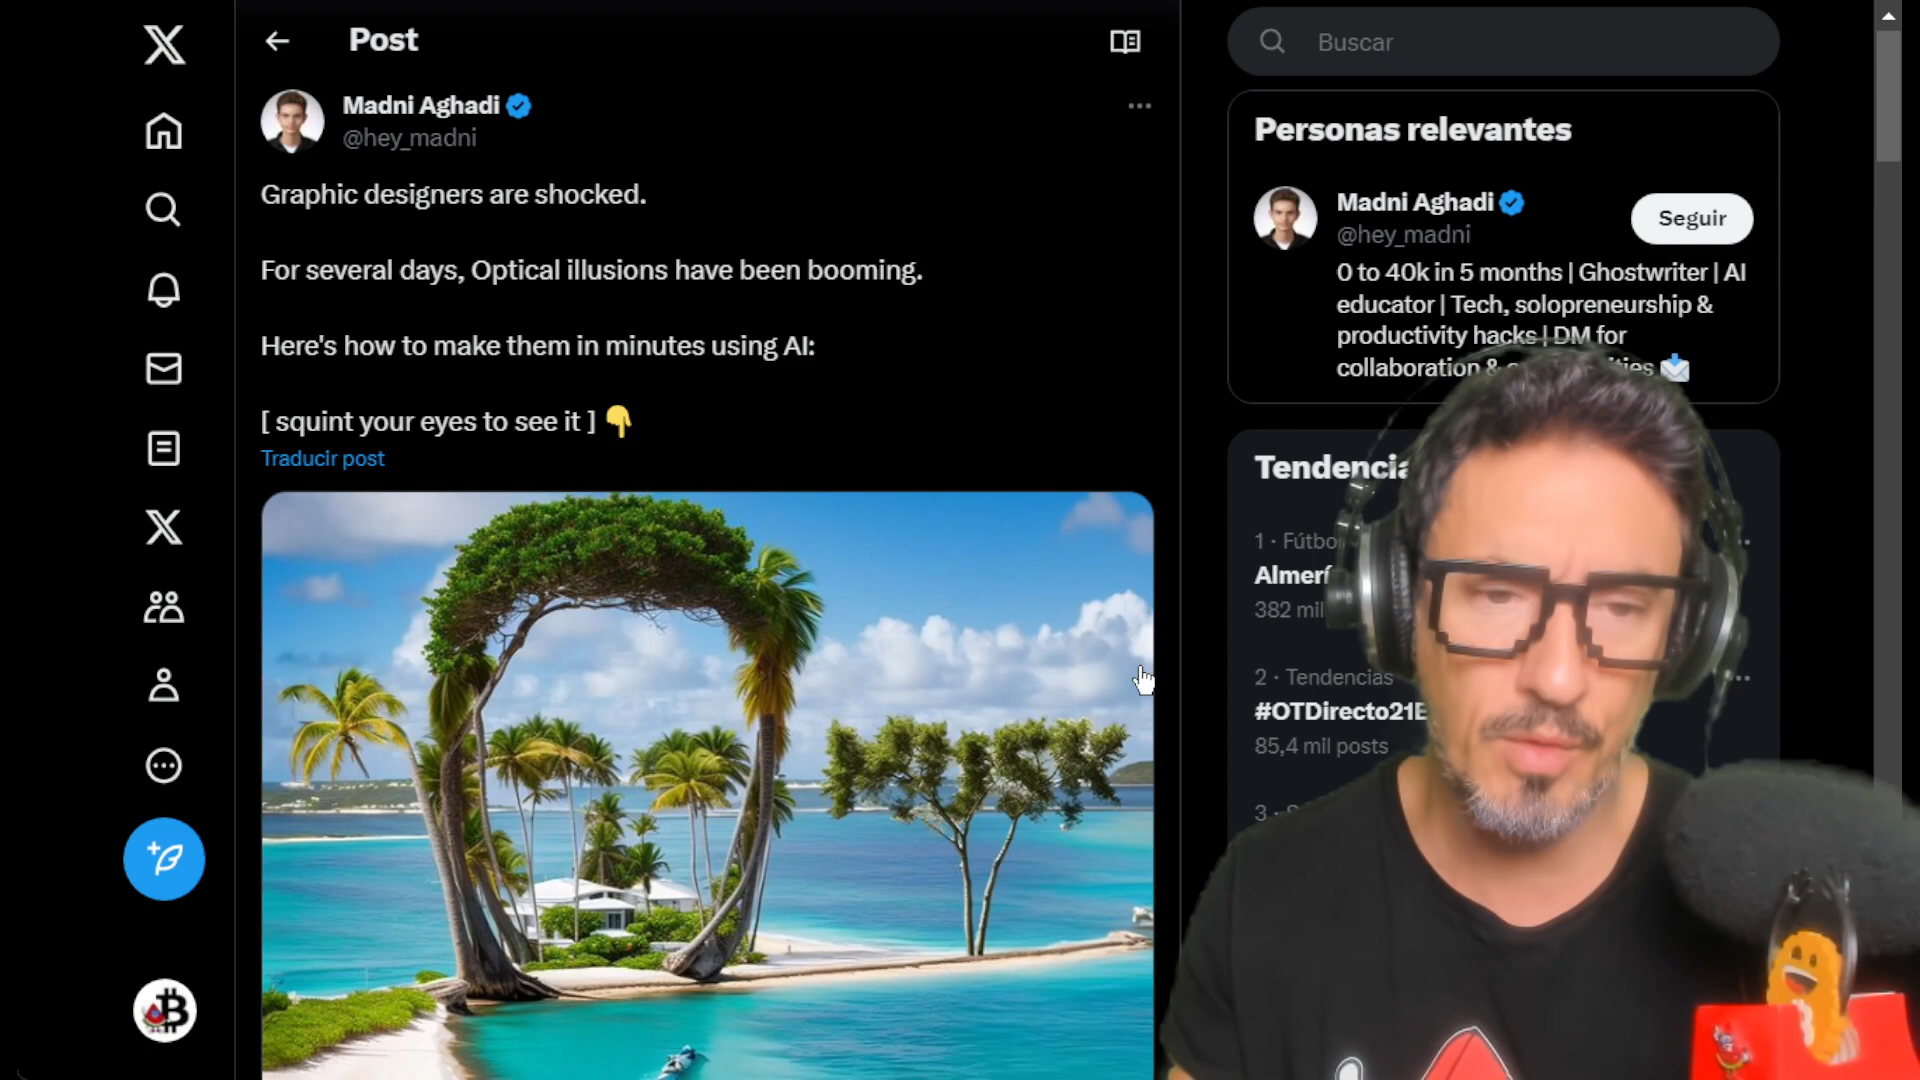 Post
Madni Aghadi
@hey_madni
Graphic designers are shocked.
For several days, Optical illusions have been booming.
Here's how to make them in minutes using AI:
[ squint your eyes to see it ] 👇
Traducir post
Buscar
Personas relevantes
Madni Aghadi
@hey_madni
Seguir
0 to 40k in 5 months | Ghostwriter | AI
educator | Tech, solopreneurship &
productivity hacks | DM for
collaboration &
1 · Fútbo
Almerí
382 mil
2 · Tendencias
#OTDirecto21E
85,4 mil posts
3 ·